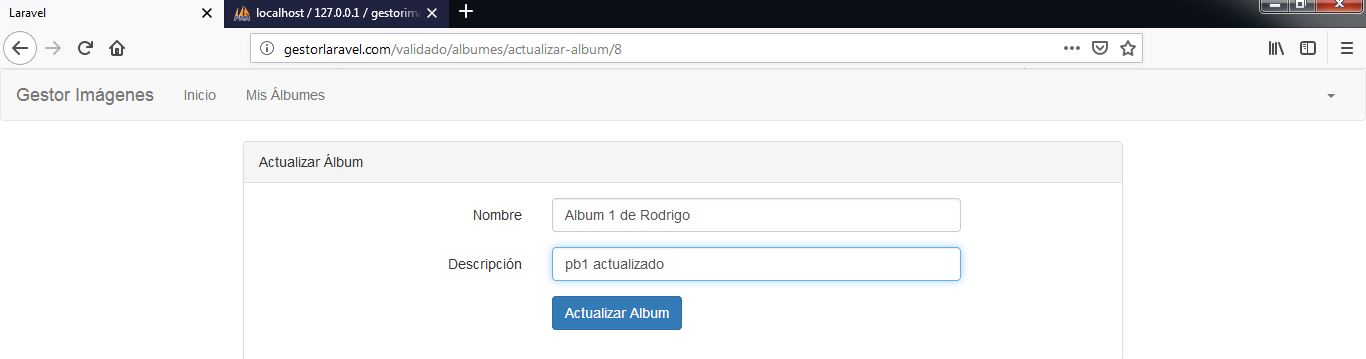 Laravel
localhost / 127.0.0.1 / gestorim
gestorlaravel.com/validado/albumes/actualizar-album/8
Gestor Imágenes Inicio Mis Álbumes
Actualizar Álbum
Nombre Album 1 de Rodrigo
Descripción pb1 actualizado
Actualizar Album